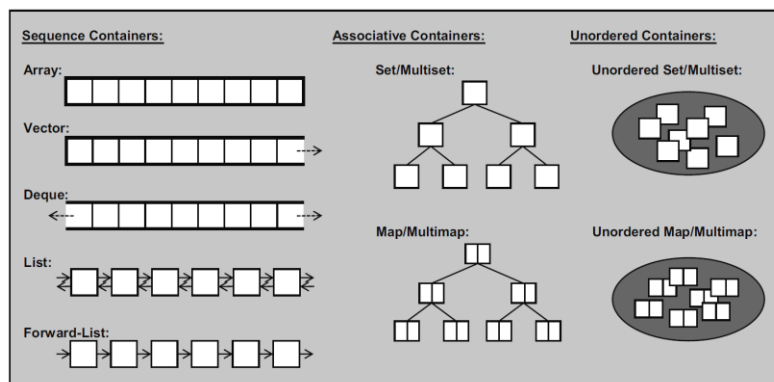 Sequence Containers:
Array:
Vector:
Deque:
List:
Forward-List:
Associative Containers:
Set/Multiset:
Map/Multimap:
Unordered Containers:
Unordered Set/Multiset:
Unordered Map/Multimap: